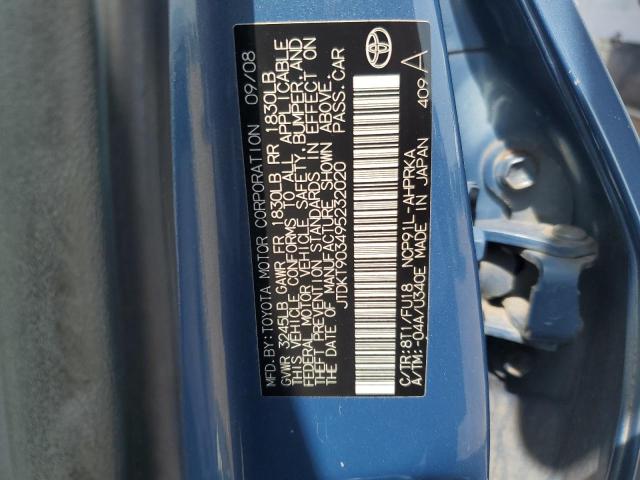 MFD. BY: TOYOTA MOTOR CORPORATION 09/08
GVWR 3245LB GAWR FR 1830LB RR 1830LB
THIS VEHICLE CONFORMS TO ALL APPLICABLE
FEDERAL MOTOR VEHICLE SAFETY, BUMPER, AND
THEFT PREVENTION STANDARDS IN EFFECT ON
THE DATE OF MANUFACTURE SHOWN ABOVE.
JTDKT903495232020 PASS. CAR
C/TR: 8T1/FU18 NCP91L-AHPRKA
A/TM: -04A/U340E MADE IN JAPAN 409 A